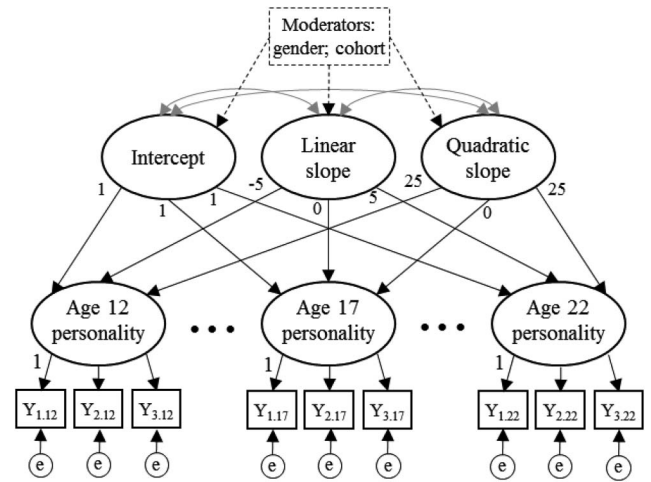 Moderators:
gender; cohort
Intercept
Linear
slope
Quadratic
slope
1
1
1
-5
0
5
25
0
25
Age 12
personality
Age 17
personality
Age 22
personality
1
1
1
Y1.12
Y2.12
Y3.12
Y1.17
Y2.17
Y3.17
Y1.22
Y2.22
Y3.22
e
e
e
e
e
e
e
e
e